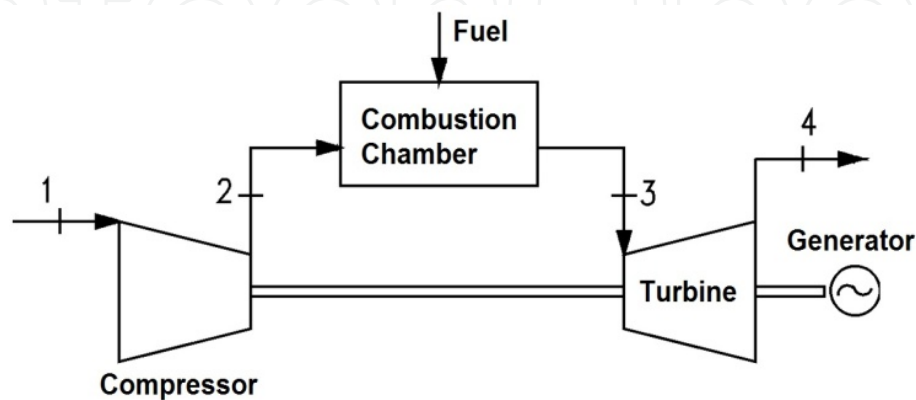 Fuel
Combustion
Chamber
4
1
2
3
Generator
Turbine
Compressor